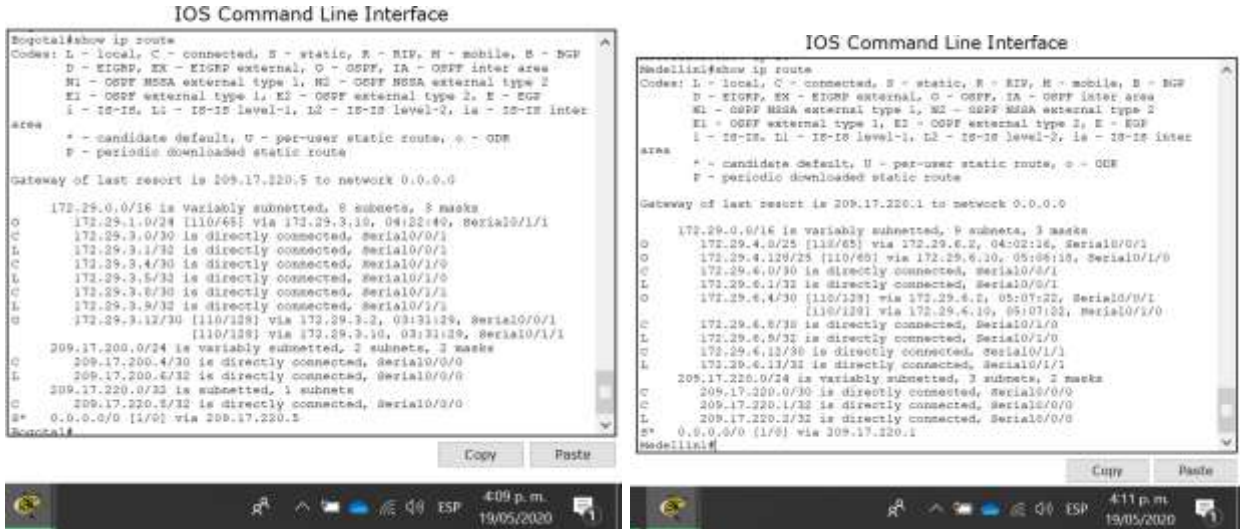 IOS Command Line Interface
Bogota1#show ip route
Codes: L - local, C - connected, S - static, R - RIP, M - mobile, B - BGP
D - EIGRP, EX - EIGRP external, O - OSPF, IA - OSPF inter area
N1 - OSPF NSSA external type 1, N2 - OSPF NSSA external type 2
E1 - OSPF external type 1, E2 - OSPF external type 2, E - EGP
i - IS-IS, L1 - IS-IS level-1, L2 - IS-IS level-2, ia - IS-IS inter
area
* - candidate default, U - per-user static route, o - ODR
P - periodic downloaded static route
Gateway of last resort is 209.17.220.5 to network 0.0.0.0
172.29.0.0/16 is variably subnetted, 8 subnets, 3 masks
O 172.29.1.0/24 [110/65] via 172.29.3.10, 04:22:40, Serial0/1/1
C 172.29.3.0/30 is directly connected, Serial0/0/1
L 172.29.3.1/32 is directly connected, Serial0/0/1
C 172.29.3.4/30 is directly connected, Serial0/1/0
L 172.29.3.5/32 is directly connected, Serial0/1/0
C 172.29.3.8/30 is directly connected, Serial0/1/1
L 172.29.3.9/32 is directly connected, Serial0/1/1
O 172.29.3.12/30 [110/128] via 172.29.3.2, 03:31:29, Serial0/0/1
[110/128] via 172.29.3.10, 03:31:29, Serial0/1/1
209.17.200.0/24 is variably subnetted, 2 subnets, 2 masks
C 209.17.200.4/30 is directly connected, Serial0/0/0
L 209.17.200.6/32 is directly connected, Serial0/0/0
209.17.220.0/32 is subnetted, 1 subnets
C 209.17.220.5/32 is directly connected, Serial0/0/0
S* 0.0.0.0/0 [1/0] via 209.17.220.5
Bogota1#
Copy Paste
ESP
4:09 p. m.
19/05/2020
1
IOS Command Line Interface
Medellin1#show ip route
Codes: L - local, C - connected, S - static, R - RIP, M - mobile, B - BGP
D - EIGRP, EX - EIGRP external, O - OSPF, IA - OSPF inter area
N1 - OSPF NSSA external type 1, N2 - OSPF NSSA external type 2
E1 - OSPF external type 1, E2 - OSPF external type 2, E - EGP
i - IS-IS, L1 - IS-IS level-1, L2 - IS-IS level-2, ia - IS-IS inter
area
* - candidate default, U - per-user static route, o - ODR
P - periodic downloaded static route
Gateway of last resort is 209.17.220.1 to network 0.0.0.0
172.29.0.0/16 is variably subnetted, 9 subnets, 3 masks
O 172.29.4.0/25 [110/65] via 172.29.6.2, 04:02:16, Serial0/0/1
O 172.29.4.128/25 [110/65] via 172.29.6.10, 05:06:18, Serial0/1/0
C 172.29.6.0/30 is directly connected, Serial0/0/1
L 172.29.6.1/32 is directly connected, Serial0/0/1
O 172.29.6.4/30 [110/128] via 172.29.6.2, 05:07:22, Serial0/0/1
[110/128] via 172.29.6.10, 05:07:22, Serial0/1/0
C 172.29.6.8/30 is directly connected, Serial0/1/0
L 172.29.6.9/32 is directly connected, Serial0/1/0
C 172.29.6.12/30 is directly connected, Serial0/1/1
L 172.29.6.13/32 is directly connected, Serial0/1/1
209.17.220.0/24 is variably subnetted, 3 subnets, 2 masks
C 209.17.220.0/30 is directly connected, Serial0/0/0
C 209.17.220.1/32 is directly connected, Serial0/0/0
L 209.17.220.2/32 is directly connected, Serial0/0/0
S* 0.0.0.0/0 [1/0] via 209.17.220.1
Medellin1#
Copy Paste
ESP
4:11 p. m.
19/05/2020
1